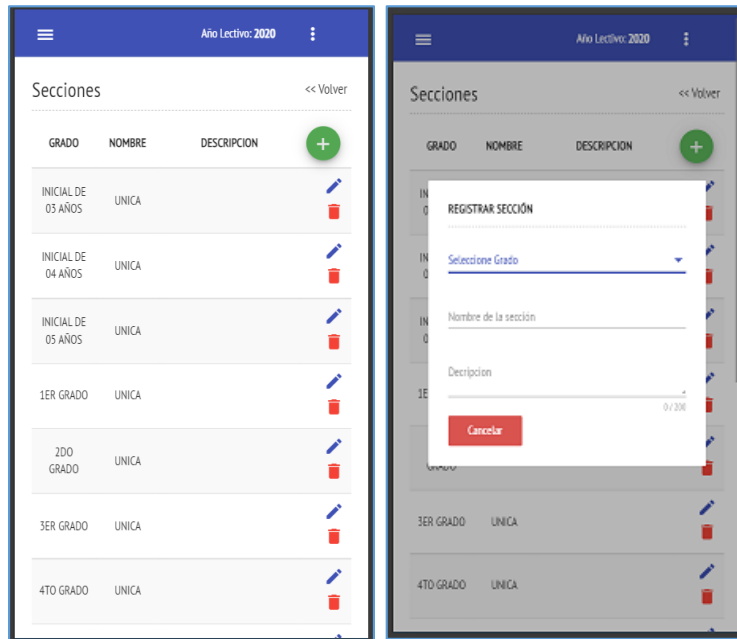 Año Lectivo: 2020
Secciones
<< Volver
GRADO NOMBRE DESCRIPCION
INICIAL DE
03 AÑOS
UNICA
INICIAL DE
04 AÑOS
UNICA
INICIAL DE
05 AÑOS
UNICA
1ER GRADO UNICA
2DO
GRADO
UNICA
3ER GRADO UNICA
4TO GRADO UNICA
Año Lectivo: 2020
Secciones
<< Volver
GRADO NOMBRE DESCRIPCION
REGISTRAR SECCIÓN
Seleccione Grado
Nombre de la sección
Decripcion
0 / 200
Cancelar
GRADO
3ER GRADO UNICA
4TO GRADO UNICA